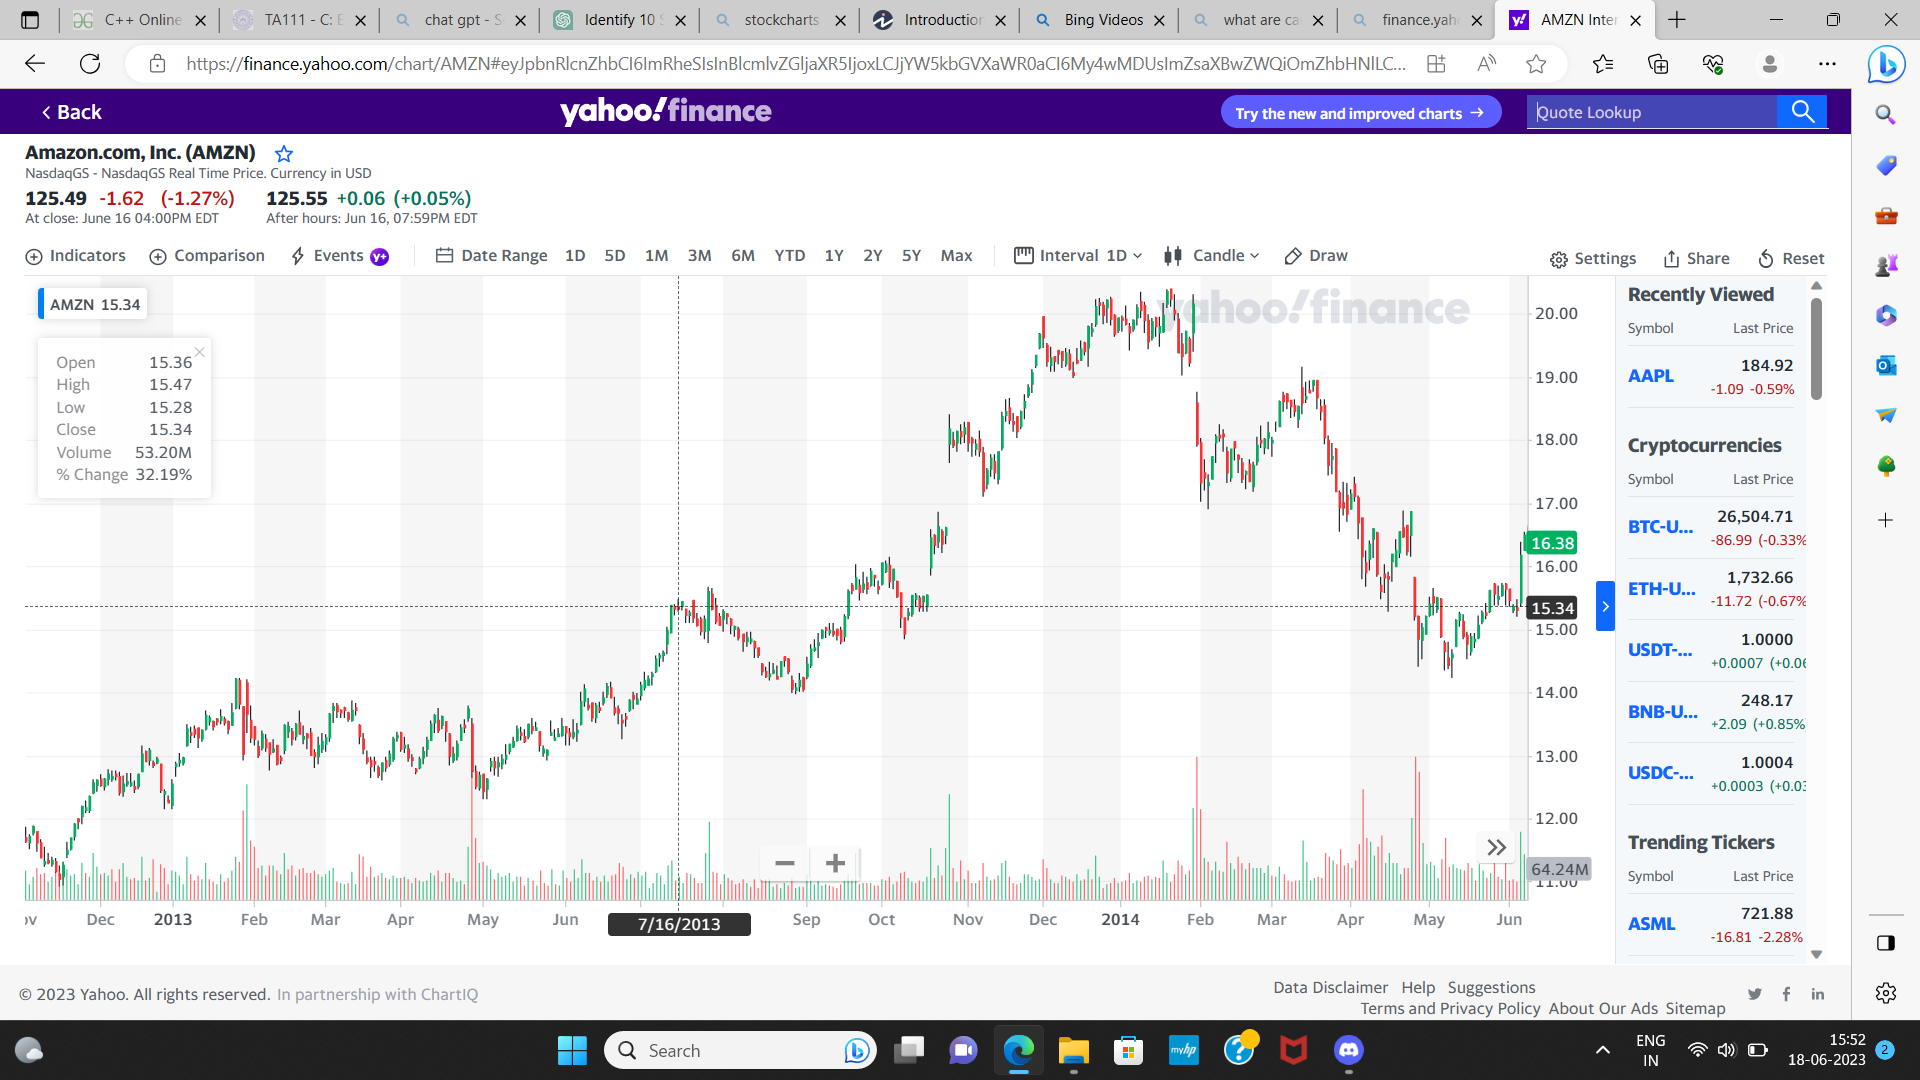 C++ Online
TA111 - C: E
chat gpt - S
Identify 10 S
stockcharts
Introduction
Bing Videos
what are ca
finance.yah
AMZN Inter
https://finance.yahoo.com/chart/AMZN#eyJpbnRlcnZhbCI6ImRheSIsInBlcmlvZGljaXR5IjoxLCJjYW5kbGVXaWR0aCI6My4wMDUsImZsaXBwZWQiOmZhbHNlLC...
Back
yahoo!finance
Try the new and improved charts →
Quote Lookup
Amazon.com, Inc. (AMZN)
NasdaqGS - NasdaqGS Real Time Price. Currency in USD
125.49 -1.62 (-1.27%) 125.55 +0.06 (+0.05%)
At close: June 16 04:00PM EDT After hours: Jun 16, 07:59PM EDT
Indicators Comparison Events y+ Date Range 1D 5D 1M 3M 6M YTD 1Y 2Y 5Y Max Interval 1D Candle Draw Settings Share Reset
AMZN 15.34
Open 15.36
High 15.47
Low 15.28
Close 15.34
Volume 53.20M
% Change 32.19%
yahoo!finance
20.00
19.00
18.00
17.00
16.38
16.00
15.34
15.00
14.00
13.00
12.00
64.24M
11.00
ov Dec 2013 Feb Mar Apr May Jun 7/16/2013 Sep Oct Nov Dec 2014 Feb Mar Apr May Jun
Recently Viewed
Symbol Last Price
AAPL 184.92
-1.09 -0.59%
Cryptocurrencies
Symbol Last Price
BTC-U... 26,504.71
-86.99 (-0.33%
ETH-U... 1,732.66
-11.72 (-0.67%
USDT-... 1.0000
+0.0007 (+0.06
BNB-U... 248.17
+2.09 (+0.85%
USDC-... 1.0004
+0.0003 (+0.03
Trending Tickers
Symbol Last Price
ASML 721.88
-16.81 -2.28%
© 2023 Yahoo. All rights reserved. In partnership with ChartIQ
Data Disclaimer Help Suggestions
Terms and Privacy Policy About Our Ads Sitemap
Search
myhp
ENG
IN
15:52
18-06-2023
2